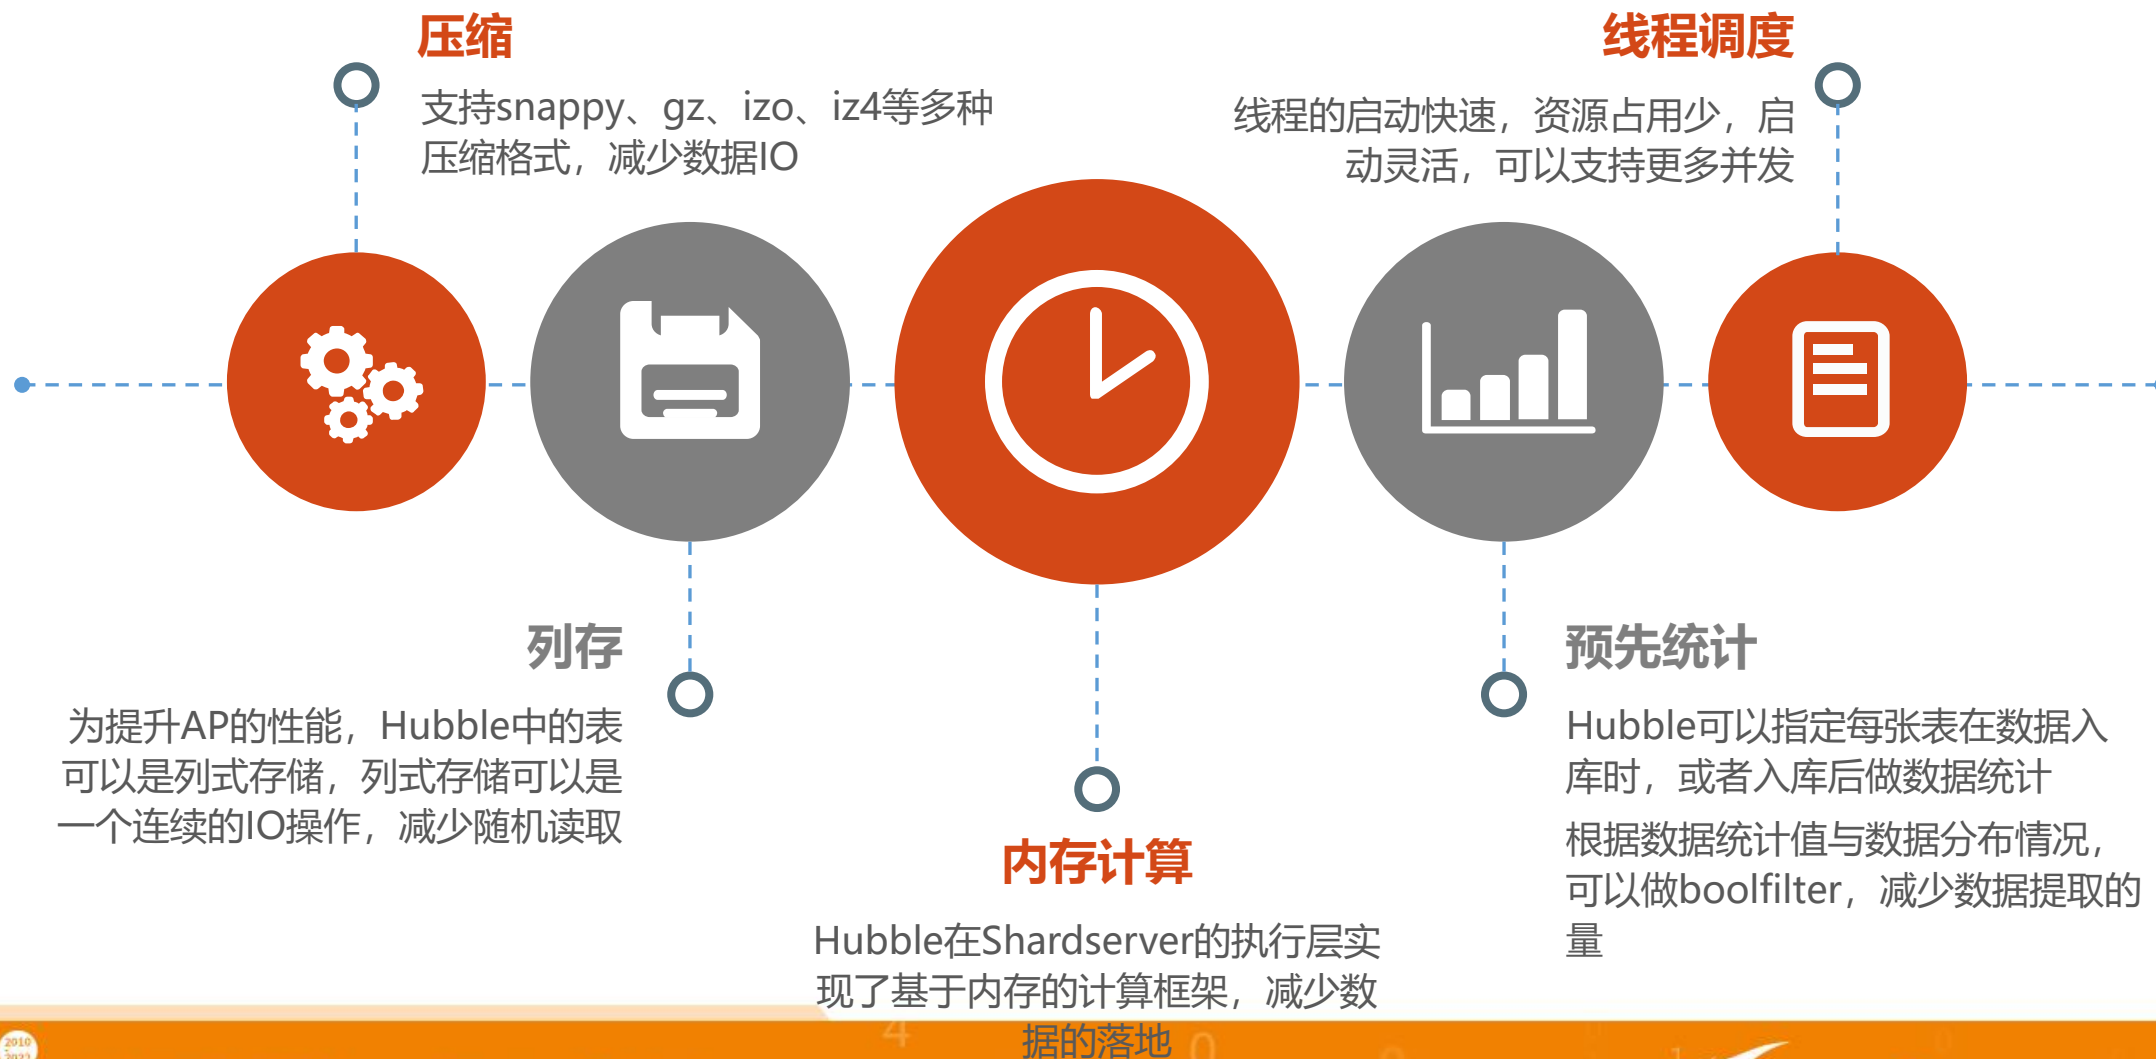 压缩
支持snappy、gz、izo、iz4等多种
压缩格式，减少数据IO
线程调度
线程的启动快速，资源占用少，启
动灵活，可以支持更多并发
列存
为提升AP的性能，Hubble中的表
可以是列式存储，列式存储可以是
一个连续的IO操作，减少随机读取
内存计算
Hubble在Shardserver的执行层实
现了基于内存的计算框架，减少数
据的落地
预先统计
Hubble可以指定每张表在数据入
库时，或者入库后做数据统计
根据数据统计值与数据分布情况，
可以做boolfilter，减少数据提取的
量
2010
4
0
1